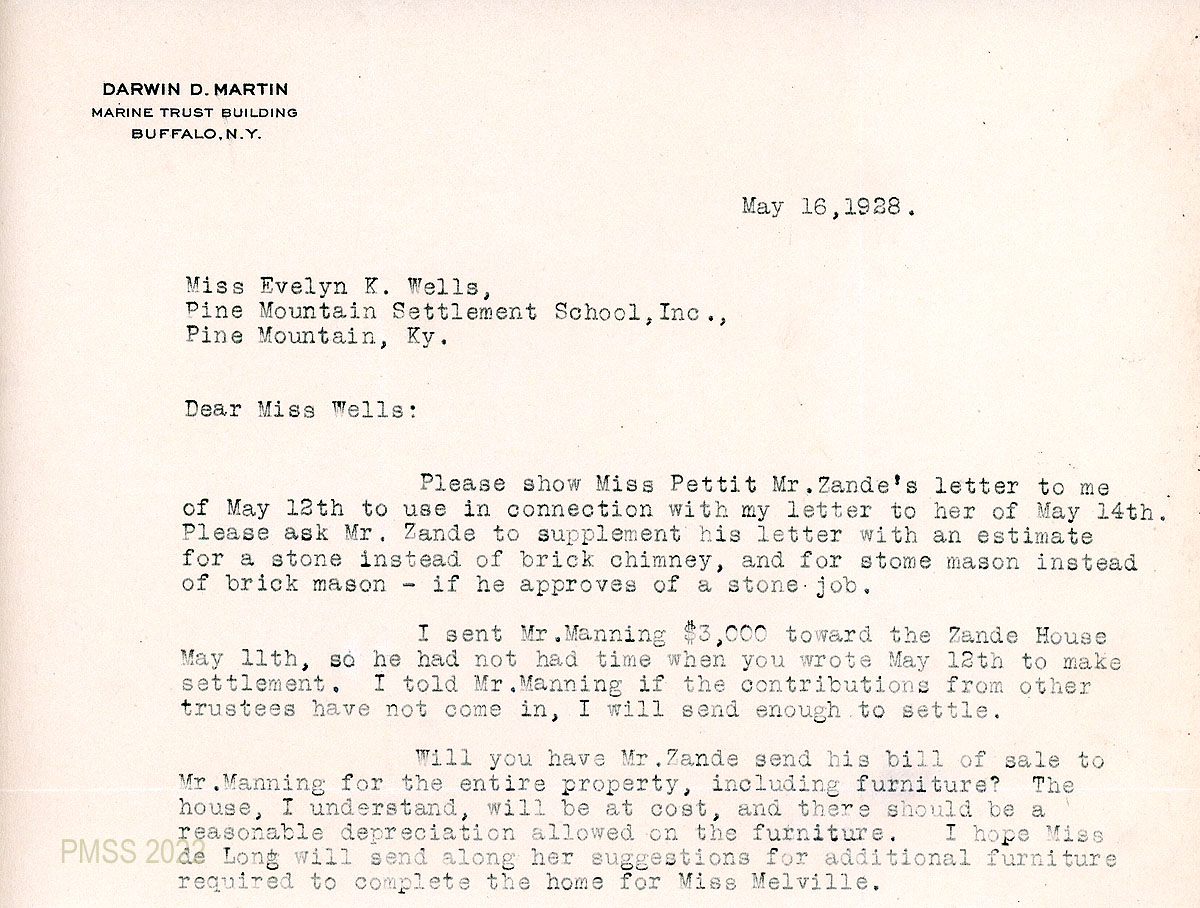 DARWIN D. MARTIN
MARINE TRUST BUILDING
BUFFALO, N.Y.
May 16,1928.
Miss Evelyn K. Wells,
Pine Mountain Settlement School,Inc.,
Pine Mountain, Ky.
Dear Miss Wells:
Please show Miss Pettit Mr.Zande's letter to me
of May 12th to use in connection with my letter to her of May 14th.
Please ask Mr. Zande to supplement his letter with an estimate
for a stone instead of brick chimney, and for stome mason instead
of brick mason - if he approves of a stone job.
I sent Mr.Manning $3,000 toward the Zande House
May 11th, so he had not had time when you wrote May 12th to make
settlement. I told Mr.Manning if the contributions from other
trustees have not come in, I will send enough to settle.
Will you have Mr.Zande send his bill of sale to
Mr.Manning for the entire property, including furniture? The
house, I understand, will be at cost, and there should be a
reasonable depreciation allowed on the furniture. I hope Miss
de Long will send along her suggestions for additional furniture
required to complete the home for Miss Melville.
PMSS